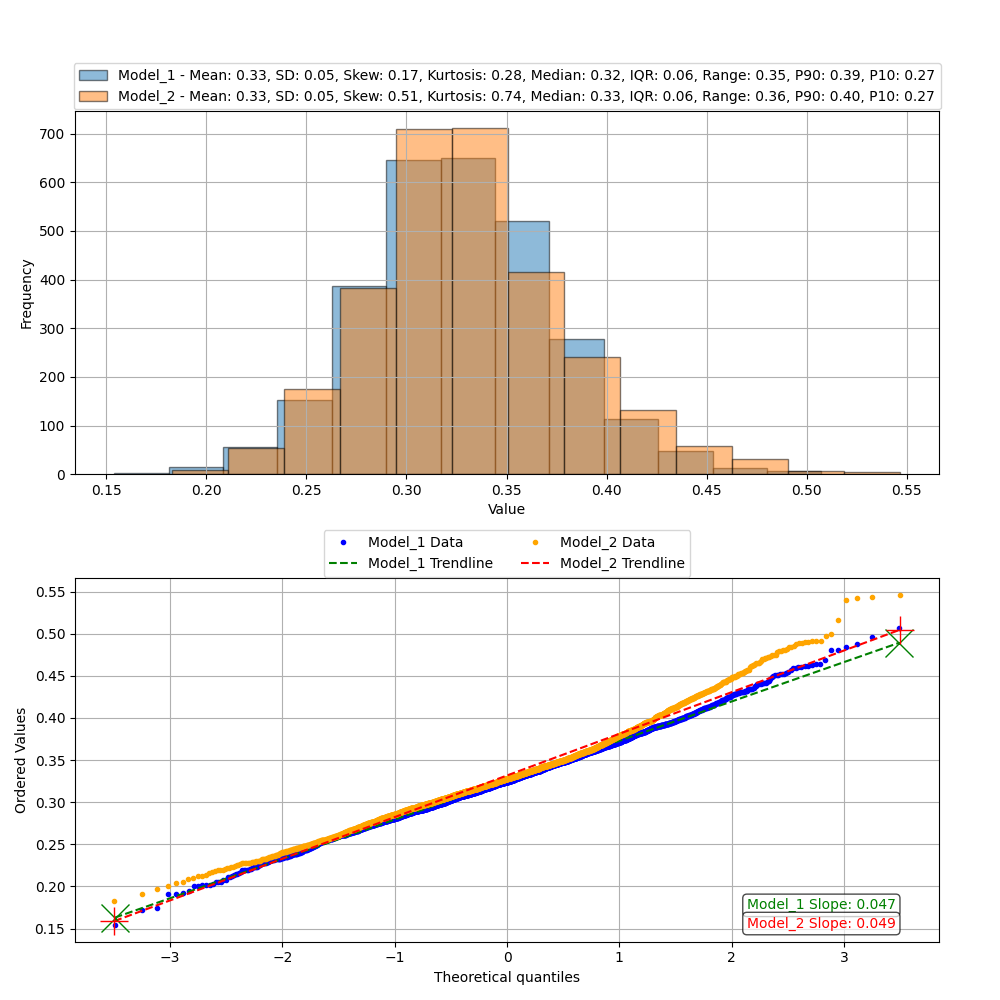 Model_1 - Mean: 0.33, SD: 0.05, Skew: 0.17, Kurtosis: 0.28, Median: 0.32, IQR: 0.06, Range: 0.35, P90: 0.39, P10: 0.27
Model_2 - Mean: 0.33, SD: 0.05, Skew: 0.51, Kurtosis: 0.74, Median: 0.33, IQR: 0.06, Range: 0.36, P90: 0.40, P10: 0.27
700
600
500
400
300
200
100
0
Frequency
0.15 0.20 0.25 0.30 0.35 0.40 0.45 0.50 0.55
Value
Model_1 Data Model_2 Data
Model_1 Trendline Model_2 Trendline
0.55
0.50
0.45
0.40
0.35
0.30
0.25
0.20
0.15
Ordered Values
Model_1 Slope: 0.047
Model_2 Slope: 0.049
−3 −2 −1 0 1 2 3
Theoretical quantiles